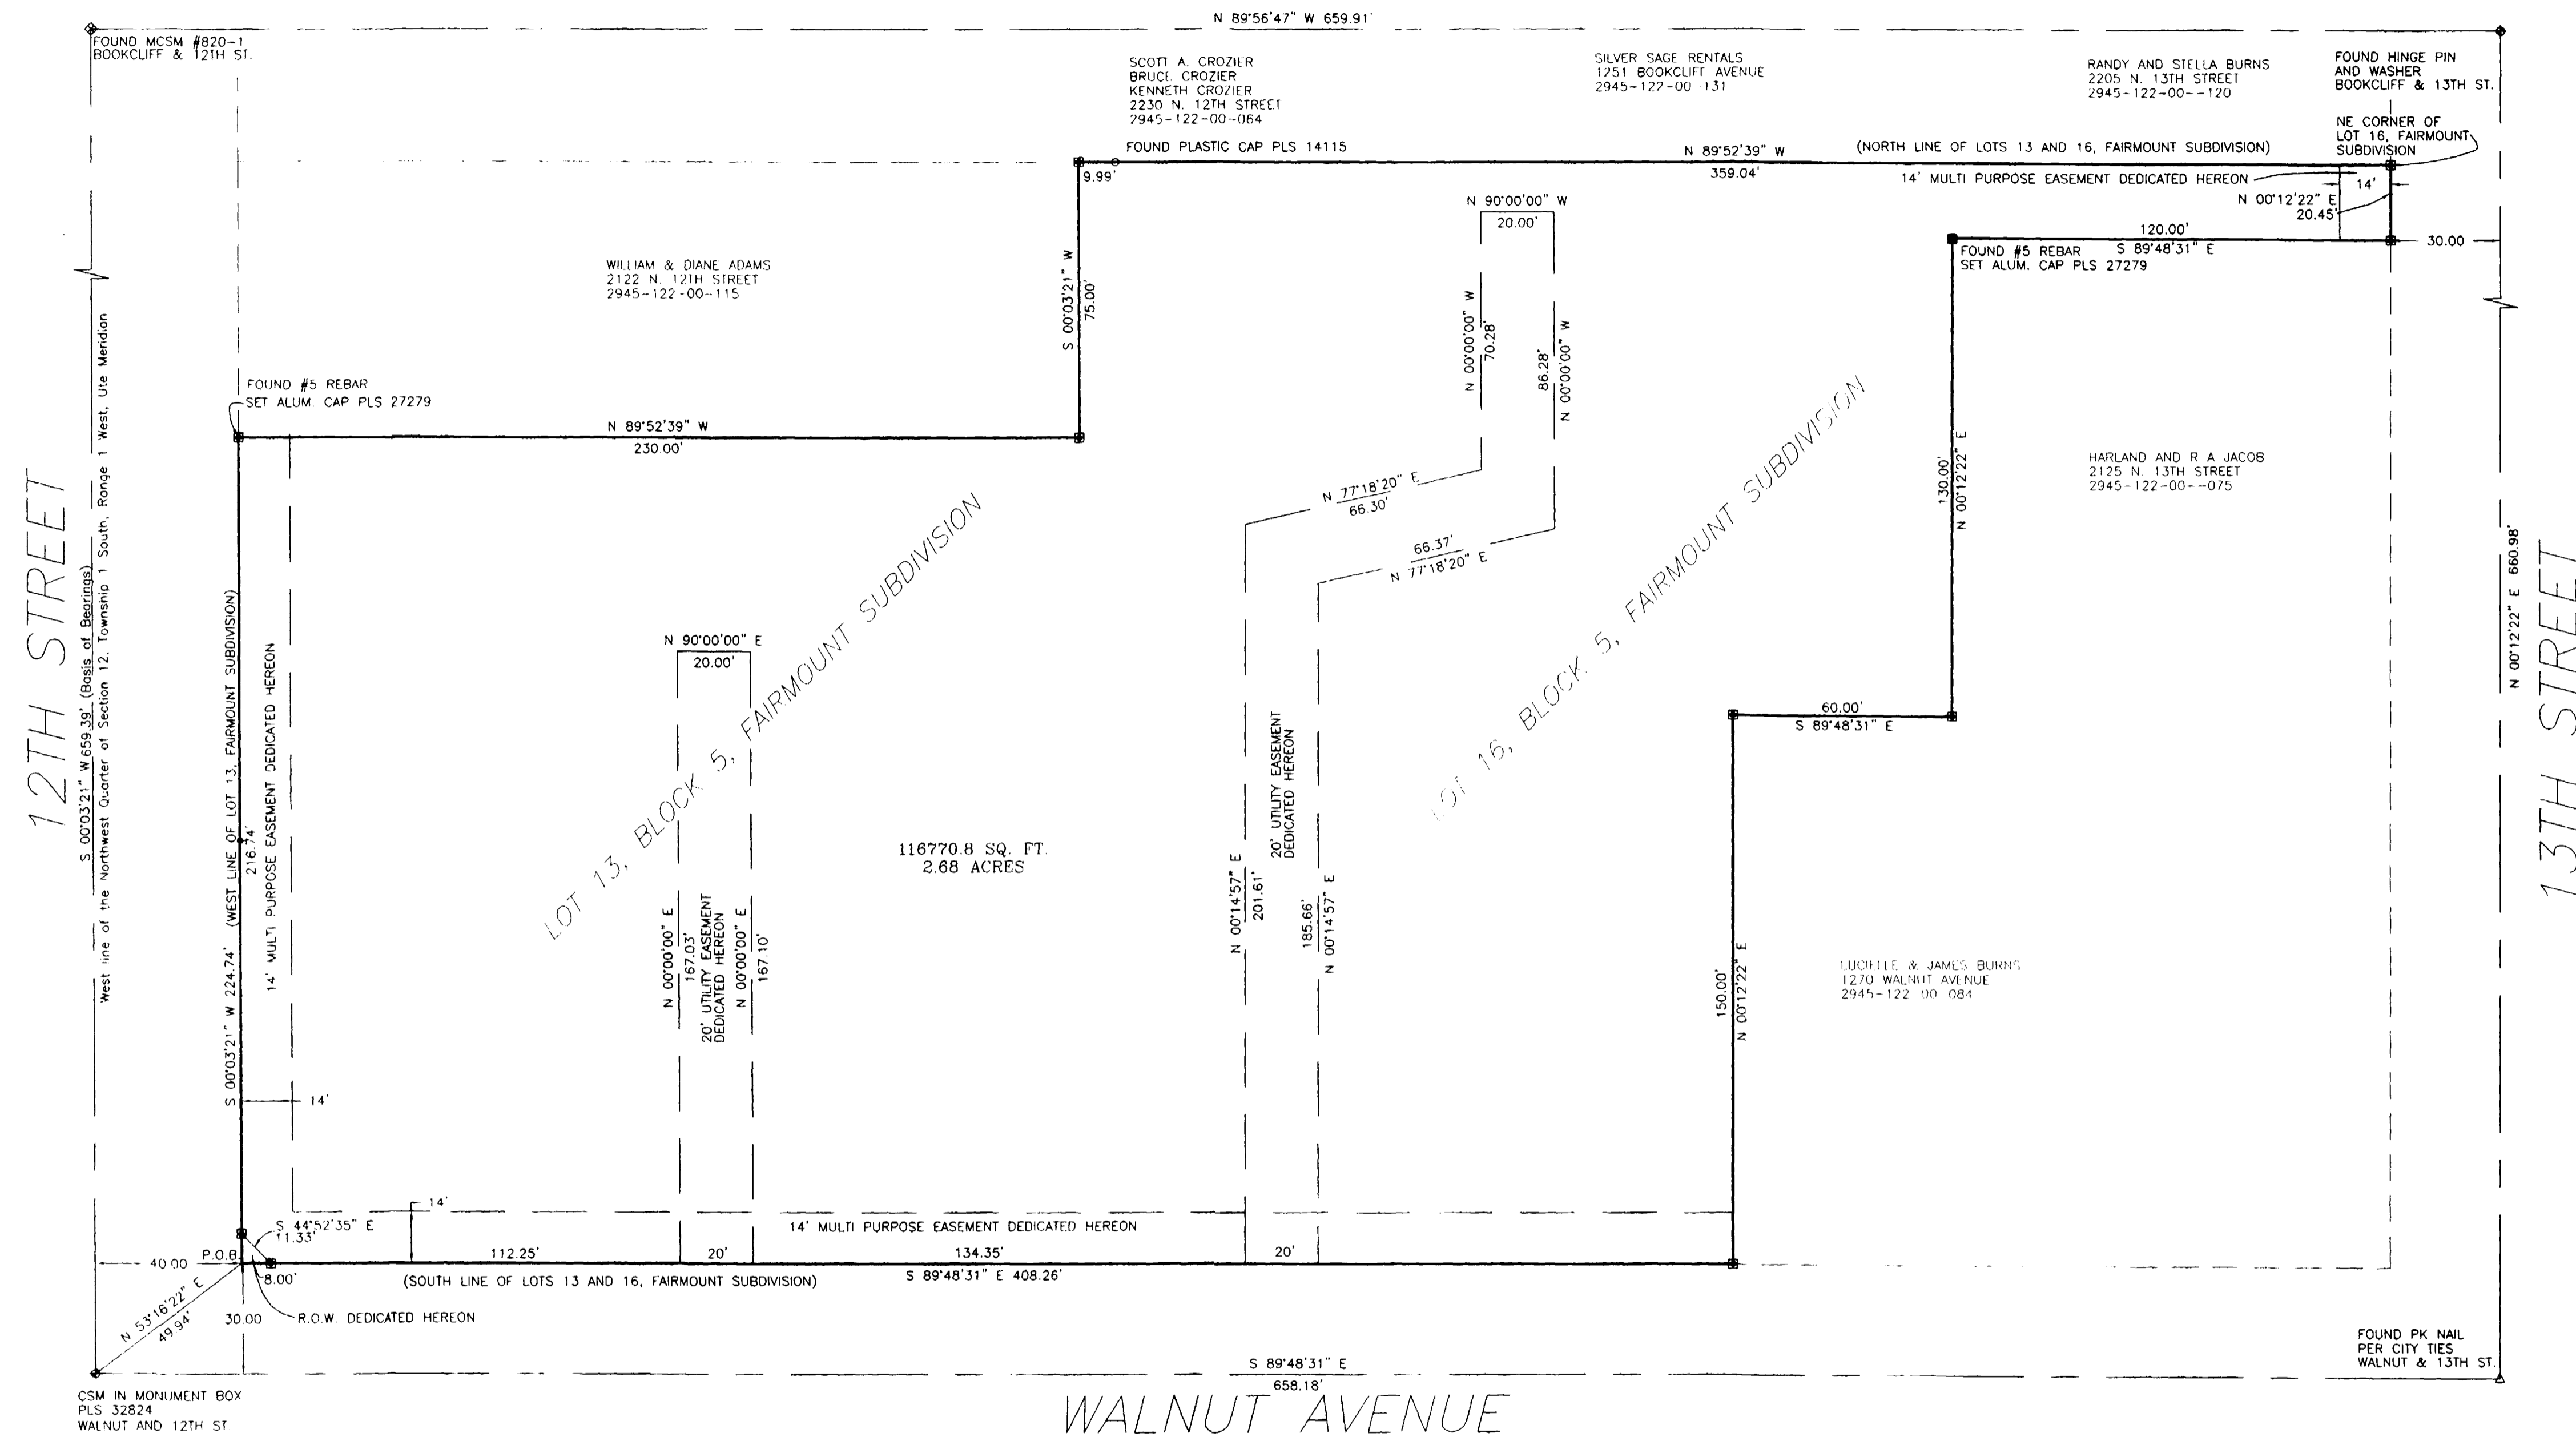 N 89°56'47" W 659.91'
FOUND MCSM #820-1
BOOKCLIFF & 12TH ST.
SCOTT A. CROZIER
BRUCE CROZIER
KENNETH CROZIER
2230 N. 12TH STREET
2945-122-00-064
SILVER SAGE RENTALS
1251 BOOKCLIFF AVENUE
2945-122-00 131
RANDY AND STELLA BURNS
2205 N. 13TH STREET
2945-122-00--120
FOUND HINGE PIN
AND WASHER
BOOKCLIFF & 13TH ST.
NE CORNER OF
LOT 16, FAIRMOUNT
SUBDIVISION
FOUND PLASTIC CAP PLS 14115
N 89°52'39" W
359.04'
(NORTH LINE OF LOTS 13 AND 16, FAIRMOUNT SUBDIVISION)
9.99'
14' MULTI PURPOSE EASEMENT DEDICATED HEREON
14'
N 00°12'22" E
20.45'
N 90°00'00" W
20.00'
120.00'
S 89°48'31" E
30.00
FOUND #5 REBAR
SET ALUM. CAP PLS 27279
WILLIAM & DIANE ADAMS
2122 N. 12TH STREET
2945-122-00-115
S 00°03'21" W
75.00'
N 00°00'00" W
70.28'
86.28'
N 00°00'00" W
FOUND #5 REBAR
SET ALUM. CAP PLS 27279
N 89°52'39" W
230.00'
N 77°18'20" E
66.30'
66.37'
N 77°18'20" E
130.00'
N 00°12'22" E
HARLAND AND R A JACOB
2125 N. 13TH STREET
2945-122-00--075
12TH STREET
S 00°03'21" W 659.39' (Basis of Bearings)
West line of the Northwest Quarter of Section 12, Township 1 South, Range 1 West, Ute Meridian
S 00°03'21" W 224.74' (WEST LINE OF LOT 13, FAIRMOUNT SUBDIVISION)
216.74'
14' MULTI PURPOSE EASEMENT DEDICATED HEREON
LOT 13, BLOCK 5, FAIRMOUNT SUBDIVISION
LOT 16, BLOCK 5, FAIRMOUNT SUBDIVISION
N 00°12'22" E 660.98'
13TH STREET
N 90°00'00" E
20.00'
60.00'
S 89°48'31" E
116770.8 SQ. FT.
2.68 ACRES
N 00°00'00" E
167.03'
20' UTILITY EASEMENT
DEDICATED HEREON
N 00°00'00" E
167.10'
N 00°14'57" E
201.61'
20' UTILITY EASEMENT
DEDICATED HEREON
185.66'
N 00°14'57" E
150.00'
N 00°12'22" E
LUCIELLE & JAMES BURNS
1270 WALNUT AVENUE
2945-122 00 084
14'
14'
S 44°52'35" E
11.33'
14' MULTI PURPOSE EASEMENT DEDICATED HEREON
P.O.B.
40.00
8.00'
112.25'
20'
134.35'
20'
(SOUTH LINE OF LOTS 13 AND 16, FAIRMOUNT SUBDIVISION)
S 89°48'31" E 408.26'
N 53°16'22" E
49.94'
30.00
R.O.W. DEDICATED HEREON
S 89°48'31" E
658.18'
FOUND PK NAIL
PER CITY TIES
WALNUT & 13TH ST.
CSM IN MONUMENT BOX
PLS 32824
WALNUT AND 12TH ST.
WALNUT AVENUE